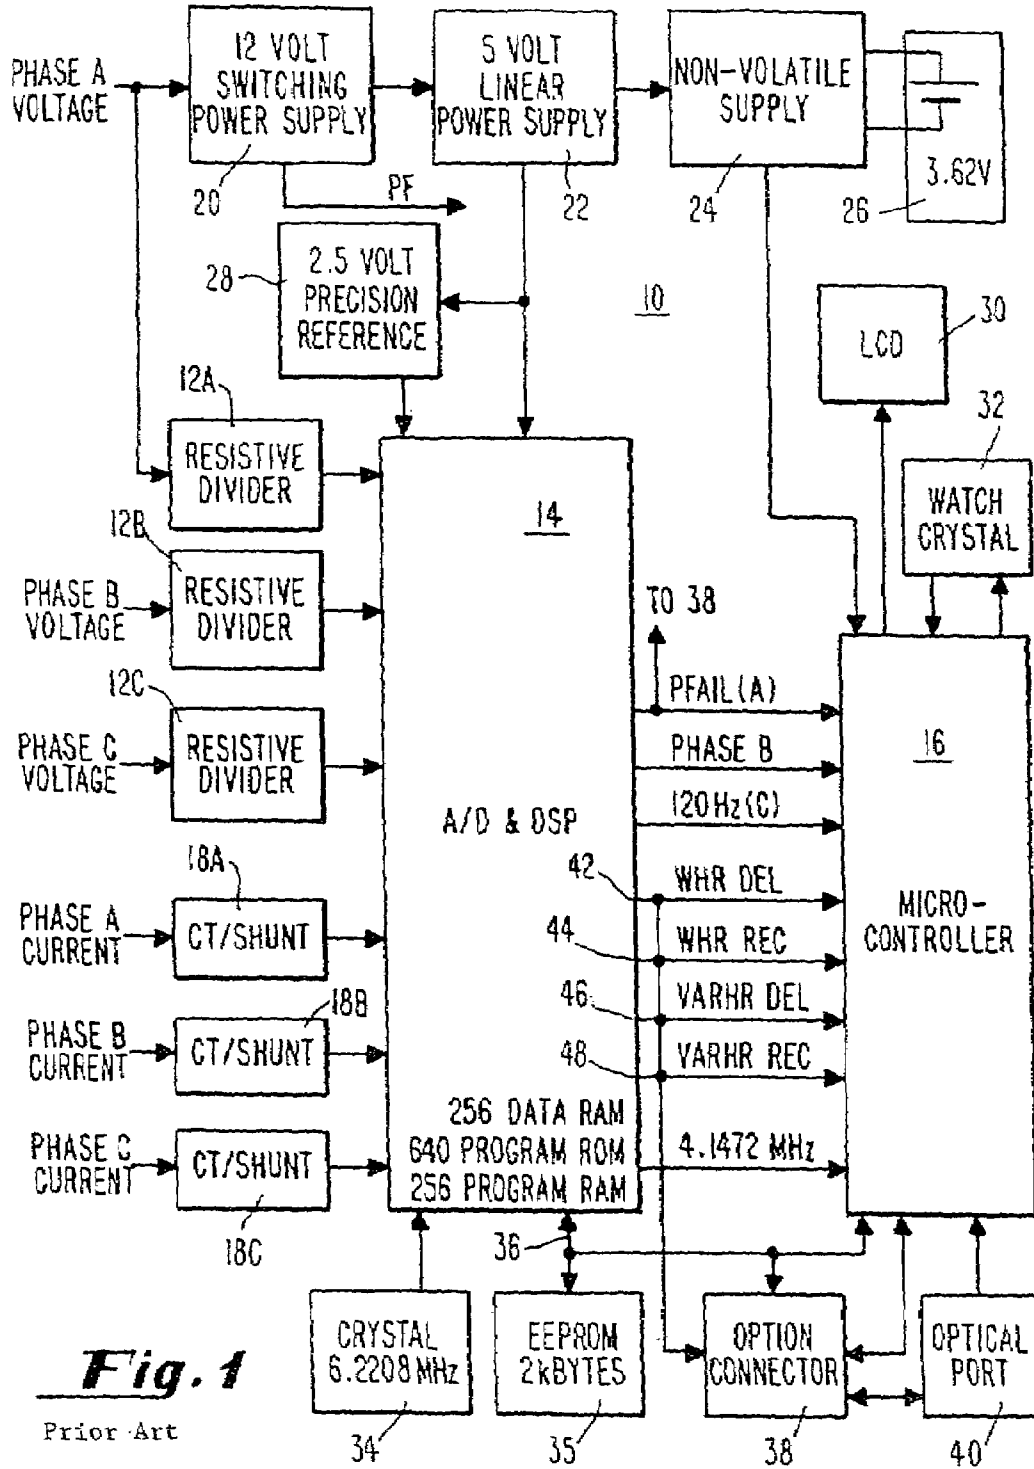 12 VOLT
SWITCHING
POWER SUPPLY
5 VOLT
LINEAR
POWER SUPPLY
NON-VOLATILE
SUPPLY
PHASE A
VOLTAGE
3.62V
20
PF
22
24
26
28
2.5 VOLT
PRECISION
REFERENCE
10
LCD
30
12A
RESISTIVE
DIVIDER
32
WATCH
CRYSTAL
14
12B
PHASE B
VOLTAGE
RESISTIVE
DIVIDER
TO 38
12C
PHASE C
VOLTAGE
RESISTIVE
DIVIDER
PFAIL(A)
PHASE B
120Hz(C)
16
A/D & DSP
MICRO-
CONTROLLER
18A
PHASE A
CURRENT
CT/SHUNT
42
WHR DEL
44
WHR REC
46
VARHR DEL
48
VARHR REC
18B
PHASE B
CURRENT
CT/SHUNT
256 DATA RAM
640 PROGRAM ROM
256 PROGRAM RAM
4.1472 MHz
PHASE C
CURRENT
CT/SHUNT
18C
36
CRYSTAL
6.2208 MHz
EEPROM
2kBYTES
OPTION
CONNECTOR
OPTICAL
PORT
34
35
38
40
Fig. 1
Prior Art